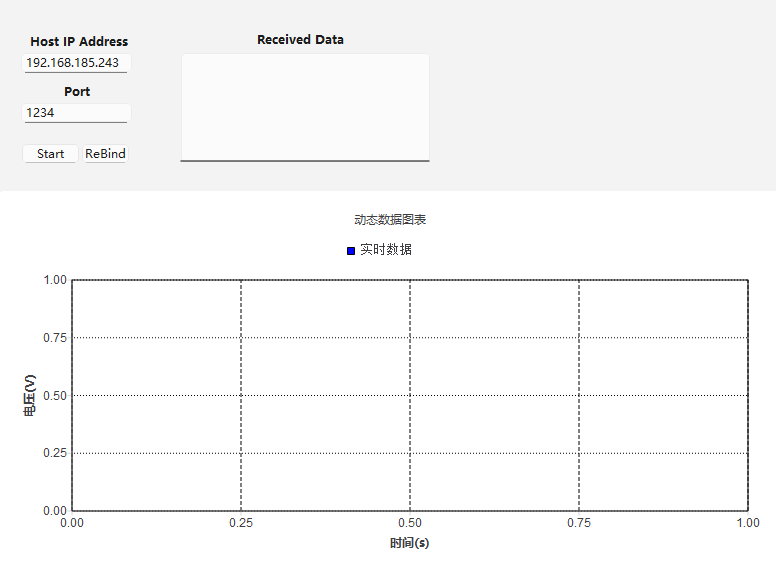 Host IP Address
192.168.185.243
Port
1234
Start ReBind
Received Data
动态数据图表
实时数据
电压(V)
1.00
0.75
0.50
0.25
0.00
0.00 0.25 0.50 0.75 1.00
时间(s)